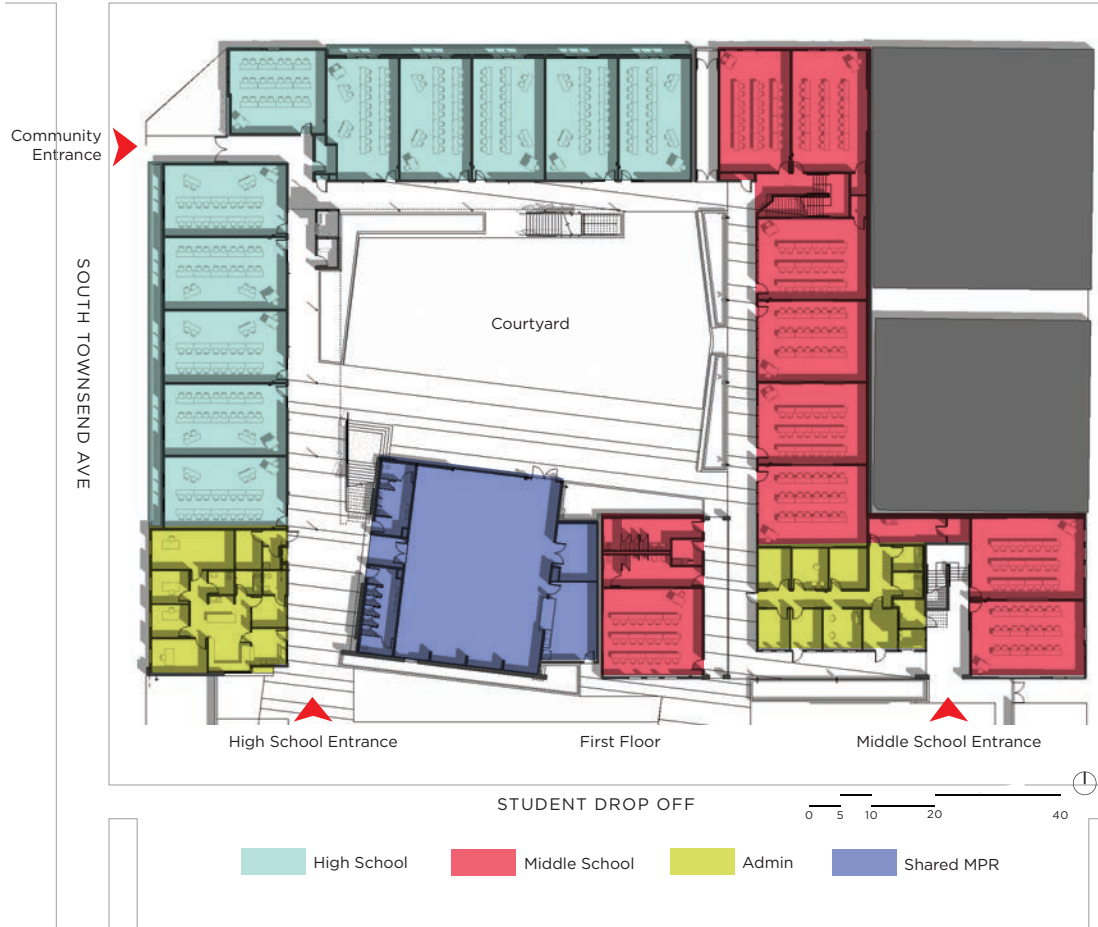 Community
Entrance
SOUTH TOWNSEND AVE
Courtyard
High School Entrance
First Floor
Middle School Entrance
STUDENT DROP OFF
0 5 10 20 40
High School
Middle School
Admin
Shared MPR